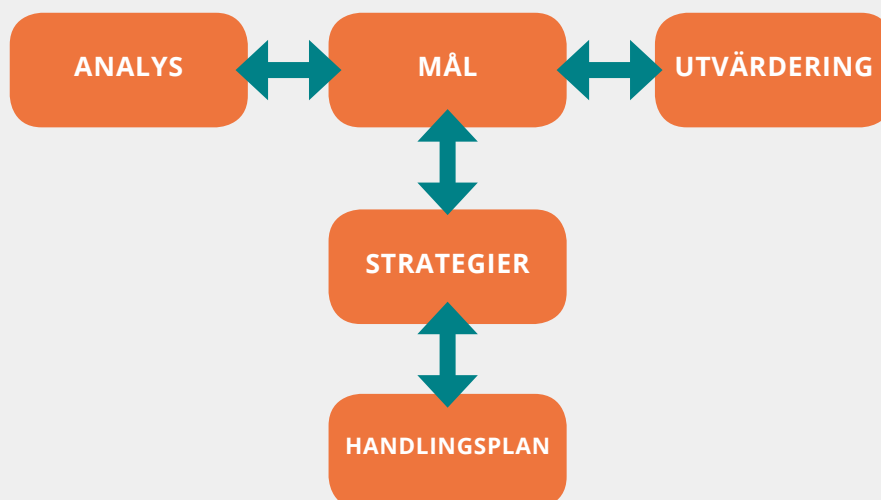 ANALYS
MÅL
UTVÄRDERING
STRATEGIER
HANDLINGSPLAN